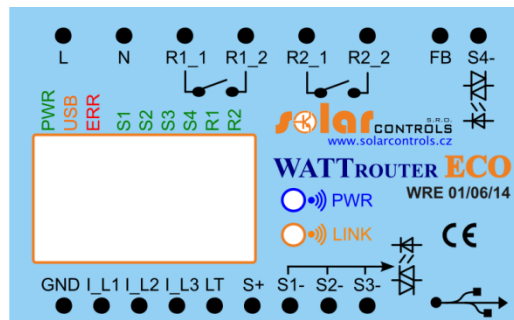 L N R1_1 R1_2 R2_1 R2_2 FB S4-
PWR
USB
ERR
S1
S2
S3
S4
R1
R2
solar CONTROLS S.R.O.
www.solarcontrols.cz
WATTROUTER ECO
WRE 01/06/14
PWR
LINK
CE
GND I_L1 I_L2 I_L3 LT S+ S1- S2- S3-